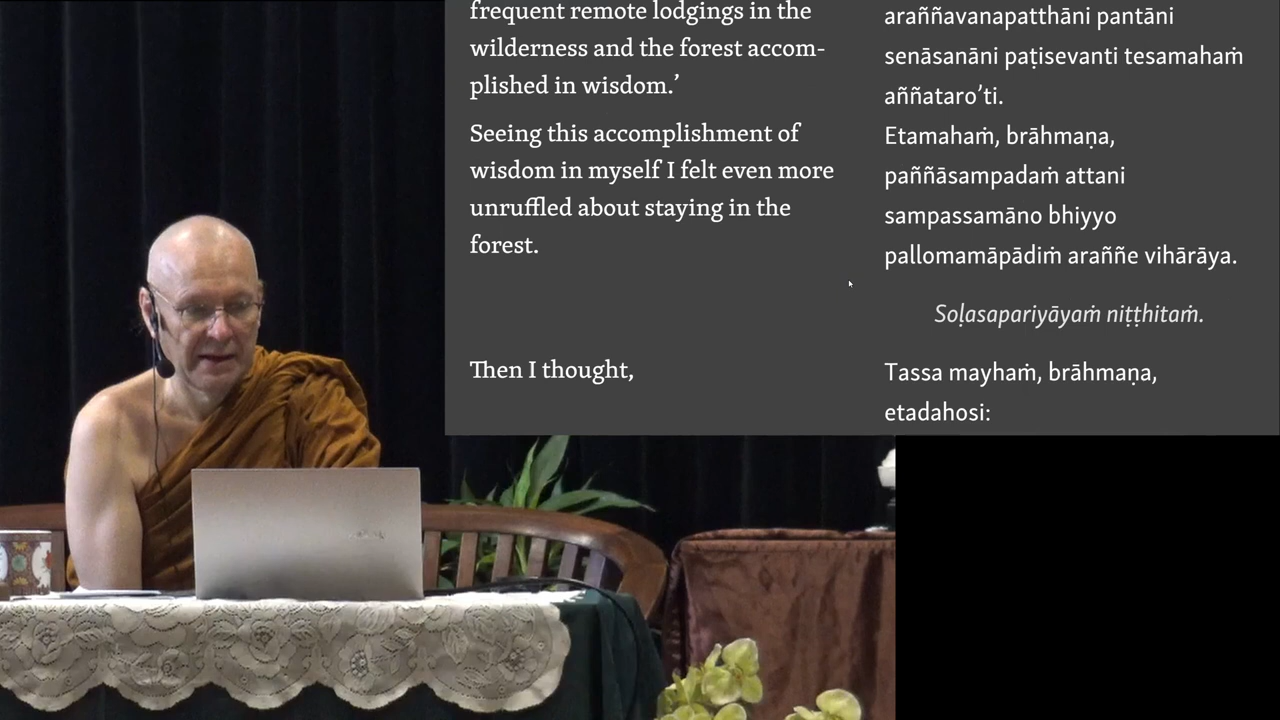 frequent remote lodgings in the
wilderness and the forest accom-
plished in wisdom.’
Seeing this accomplishment of
wisdom in myself I felt even more
unruffled about staying in the
forest.
Then I thought,
araññavanapatthāni pantāni
senāsanāni paṭisevanti tesamahaṁ
aññataro’ti.
Etamahaṁ, brāhmaṇa,
paññāsampadaṁ attani
sampassamāno bhiyyo
pallomamāpādiṁ araññe vihārāya.
Soḷasapariyāyaṁ niṭṭhitaṁ.
Tassa mayhaṁ, brāhmaṇa,
etadahosi: